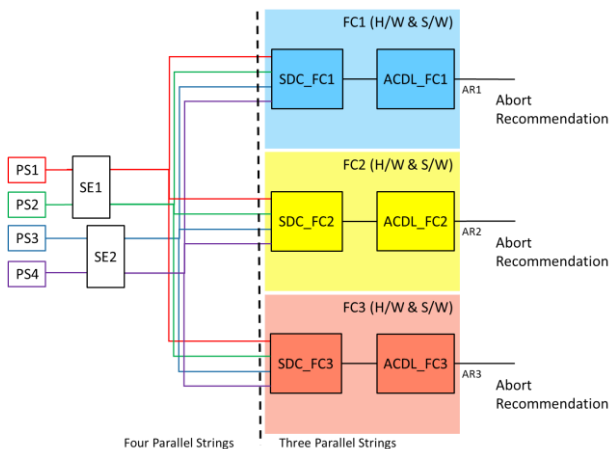 FC1 (H/W & S/W)
SDC_FC1
ACDL_FC1
AR1
Abort
Recommendation
FC2 (H/W & S/W)
PS1
SE1
PS2
SDC_FC2
ACDL_FC2
AR2
PS3
SE2
PS4
Abort
Recommendation
FC3 (H/W & S/W)
SDC_FC3
ACDL_FC3
AR3
Abort
Recommendation
Four Parallel Strings
Three Parallel Strings